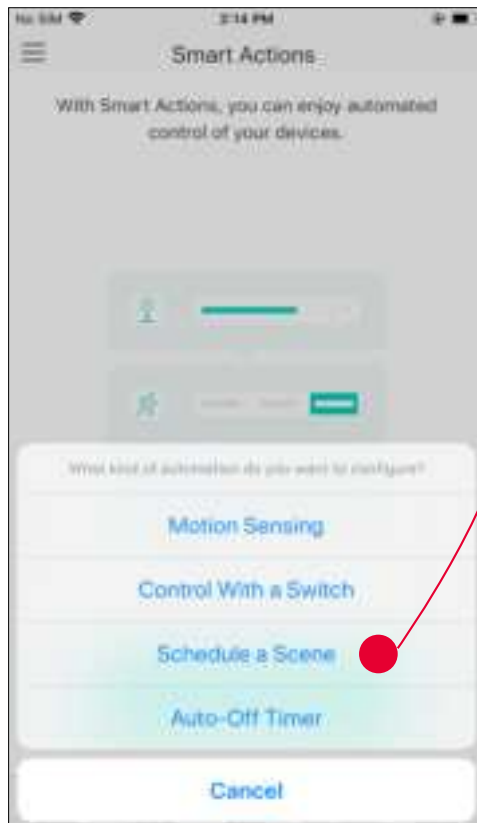 No SIM 2:14 PM
Smart Actions
With Smart Actions, you can enjoy automated
control of your devices.
What kind of automation do you want to configure?
Motion Sensing
Control With a Switch
Schedule a Scene
Auto-Off Timer
Cancel